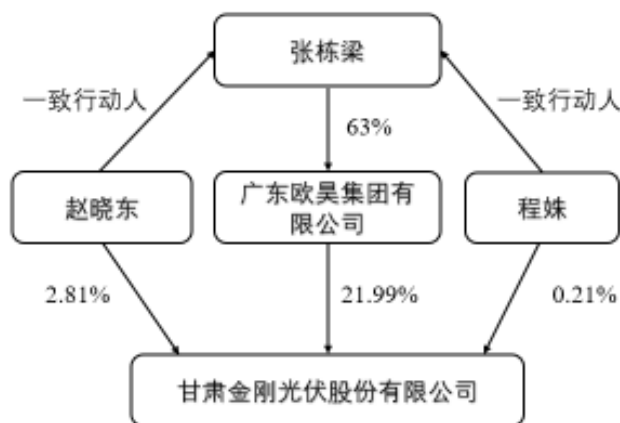 张栋梁
一致行动人
一致行动人
63%
赵晓东
广东欧昊集团有
限公司
程姝
2.81%
21.99%
0.21%
甘肃金刚光伏股份有限公司